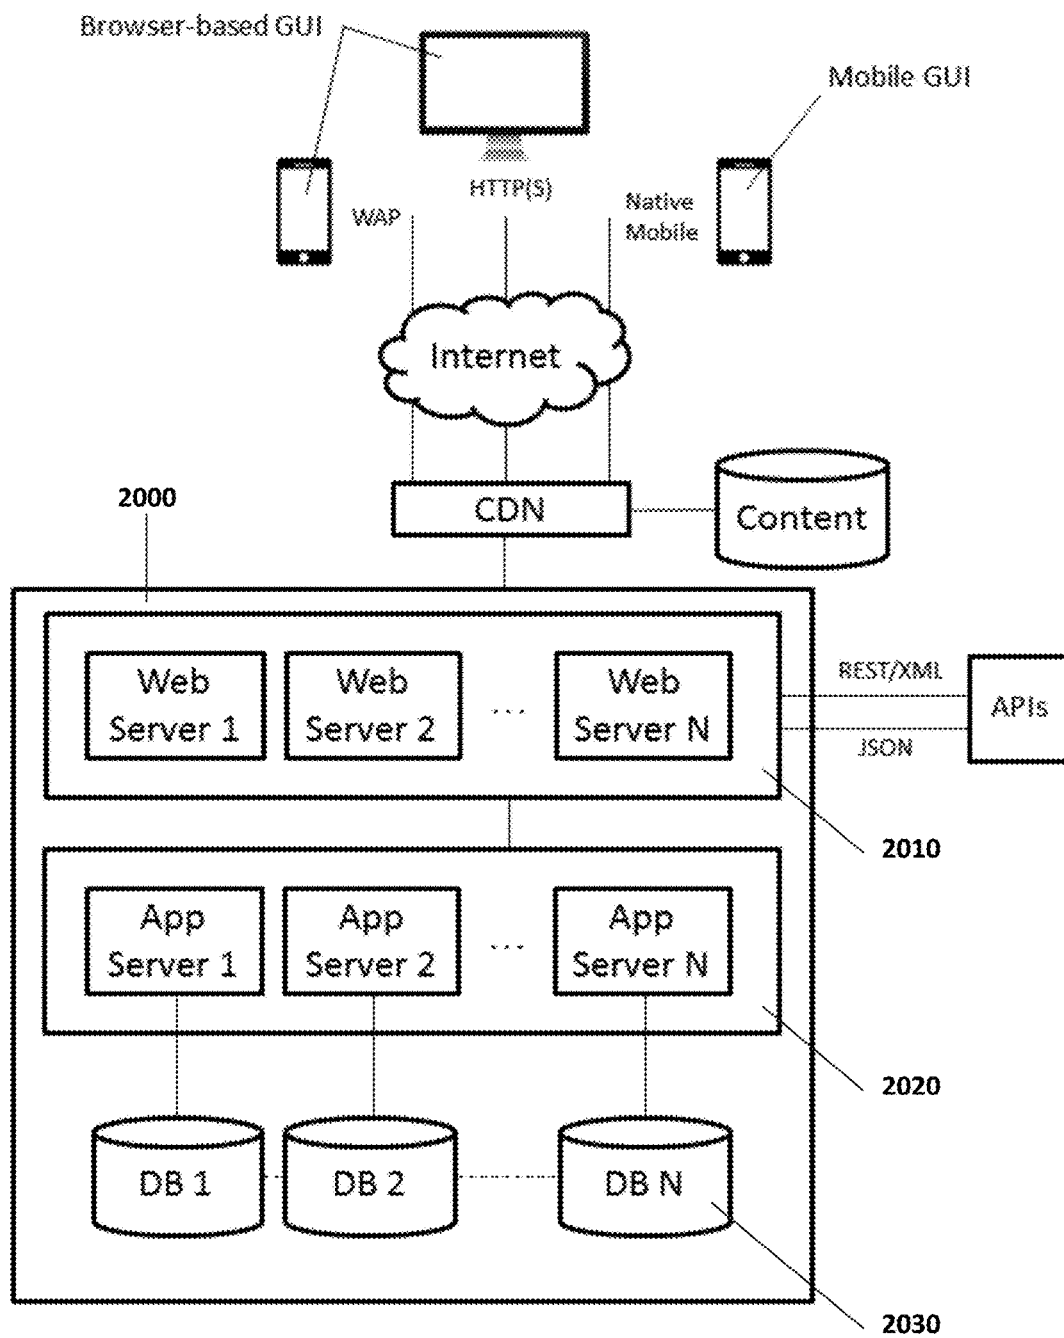 Browser-based GUI
Mobile GUI
HTTP(S)
WAP
Native
Mobile
Internet
2000
CDN
Content
Web
Server 1
Web
Server 2
...
Web
Server N
REST/XML
JSON
APIs
2010
App
Server 1
App
Server 2
...
App
Server N
2020
DB 1
DB 2
DB N
2030